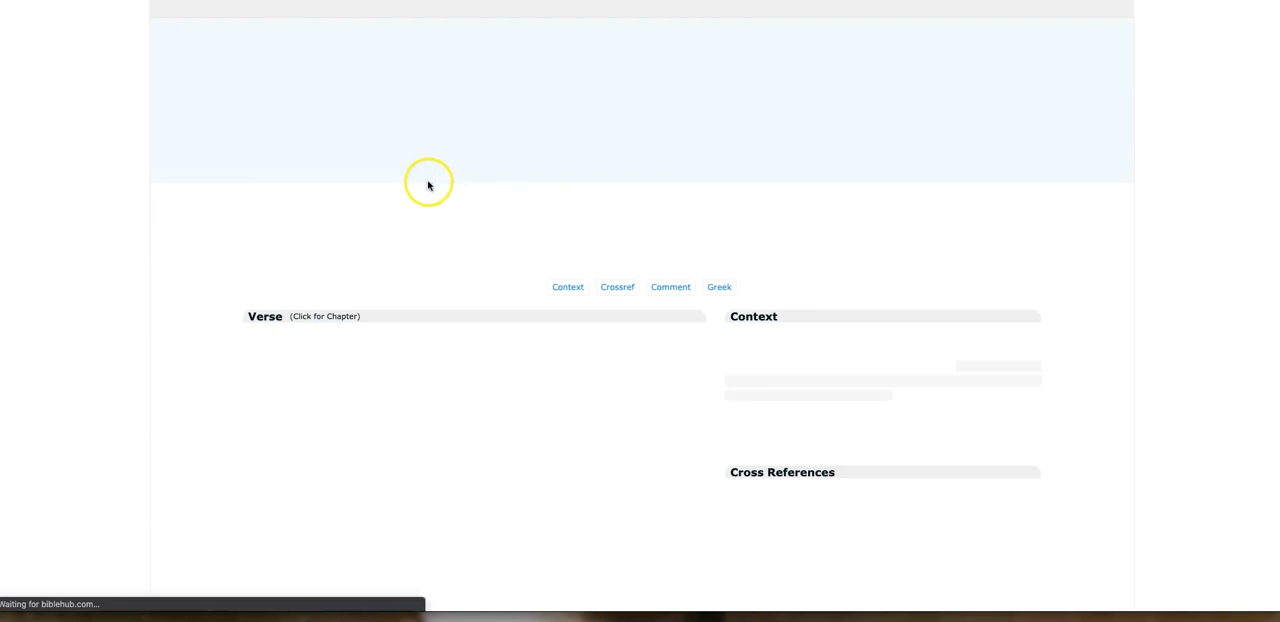 Context Crossref Comment Greek
Verse (Click for Chapter)
Context
Cross References
Waiting for biblehub.com...